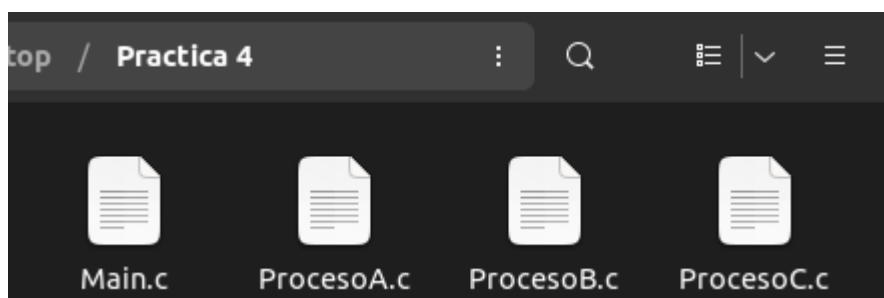 top / Practica 4
Main.c ProcesoA.c ProcesoB.c ProcesoC.c